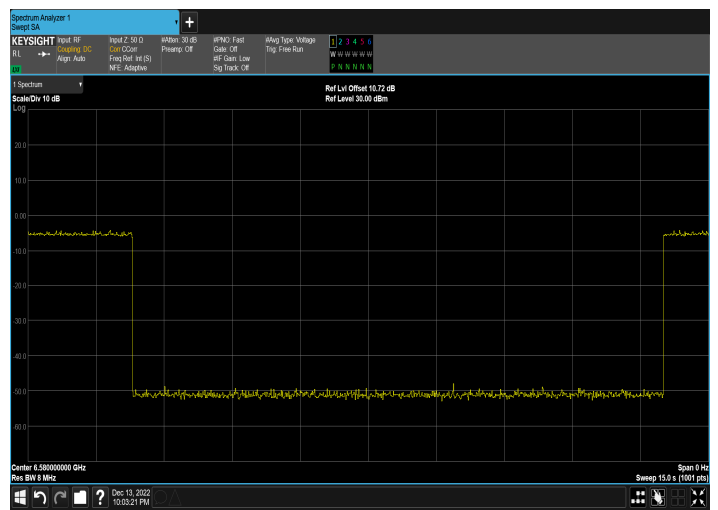 Spectrum Analyzer 1
Swept SA
KEYSIGHT Input: RF Input Z: 50 Ω #Atten: 30 dB #PNO: Fast #Avg Type: Voltage 1 2 3 4 5 6
R L Coupling: DC Corr CCorr Preamp: Off Gate: Off Trig: Free Run W W W W W W
Align: Auto Freq Ref: Int (S) #IF Gain: Low
LXI NFE: Adaptive Sig Track: Off P N N N N N
1 Spectrum
Scale/Div 10 dB
Ref Lvl Offset 10.72 dB
Ref Level 30.00 dBm
Log
20.0
10.0
0.00
-10.0
-20.0
-30.0
-40.0
-50.0
-60.0
Center 6.580000000 GHz Span 0 Hz
Res BW 8 MHz Sweep 15.0 s (1001 pts)
? Dec 13, 2022
10:03:21 PM